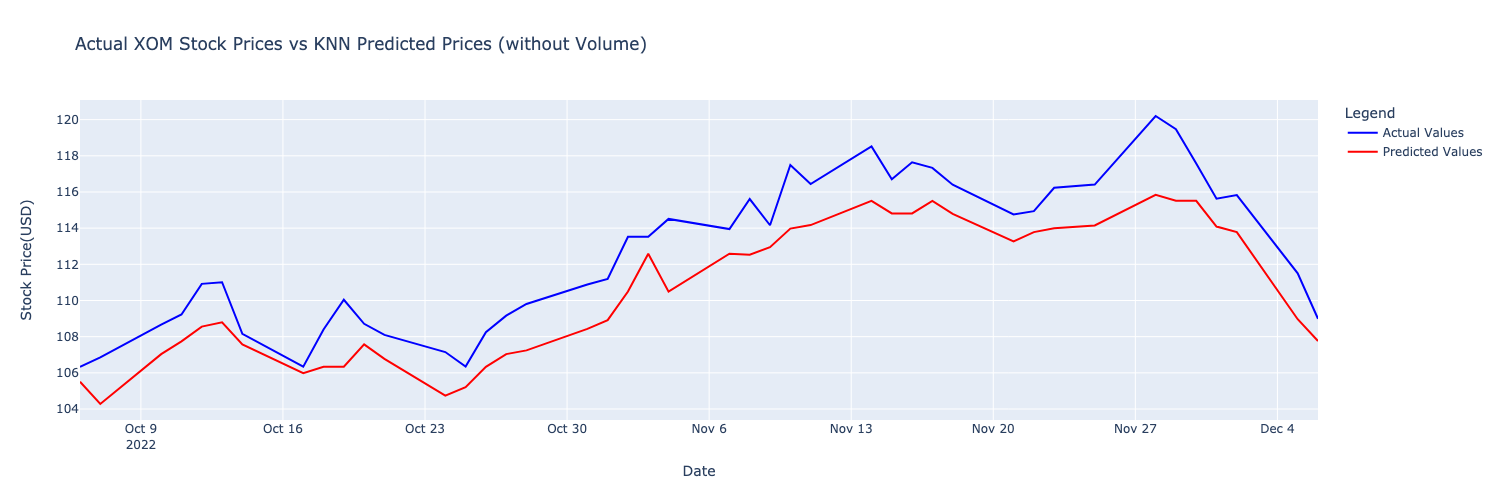 Actual XOM Stock Prices vs KNN Predicted Prices (without Volume)
Legend
Actual Values
Predicted Values
Stock Price(USD)
120
118
116
114
112
110
108
106
104
Oct 9
2022
Oct 16
Oct 23
Oct 30
Nov 6
Nov 13
Nov 20
Nov 27
Dec 4
Date